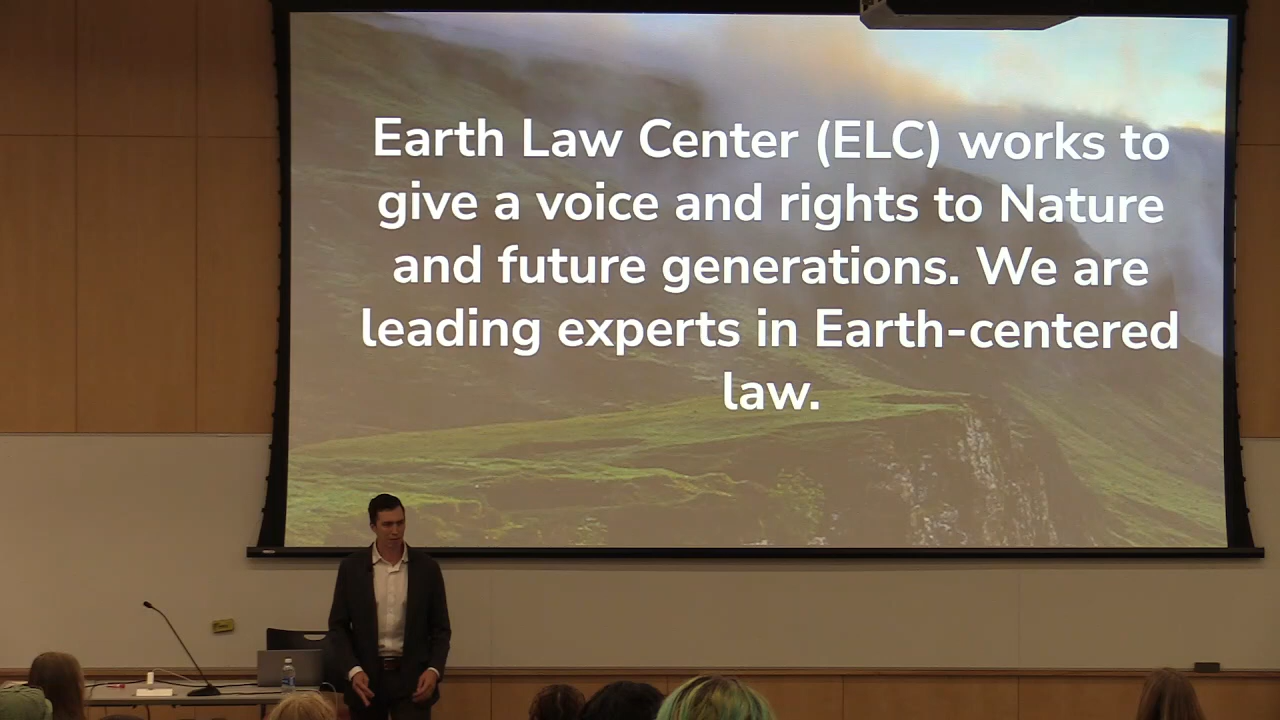 Earth Law Center (ELC) works to
give a voice and rights to Nature
and future generations. We are
leading experts in Earth-centered
law.